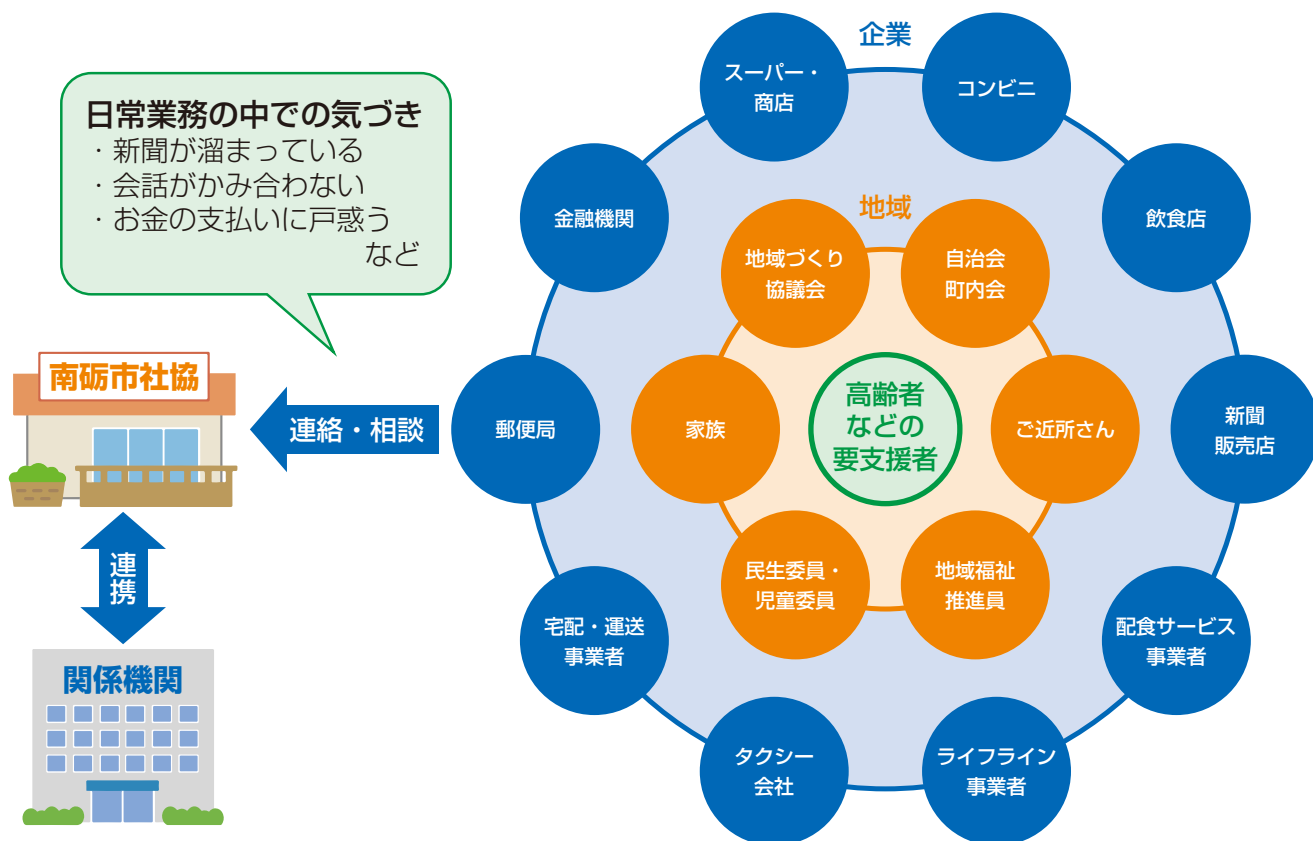 日常業務の中での気づき
・新聞が溜まっている
・会話がかみ合わない
・お金の支払いに戸惑う
など
南砺市社協
連絡・相談
連携
関係機関
企業
スーパー・
商店
コンビニ
金融機関
飲食店
郵便局
新聞
販売店
宅配・運送
事業者
配食サービス
事業者
タクシー
会社
ライフライン
事業者
地域
地域づくり
協議会
自治会
町内会
家族
ご近所さん
民生委員・
児童委員
地域福祉
推進員
高齢者
などの
要支援者